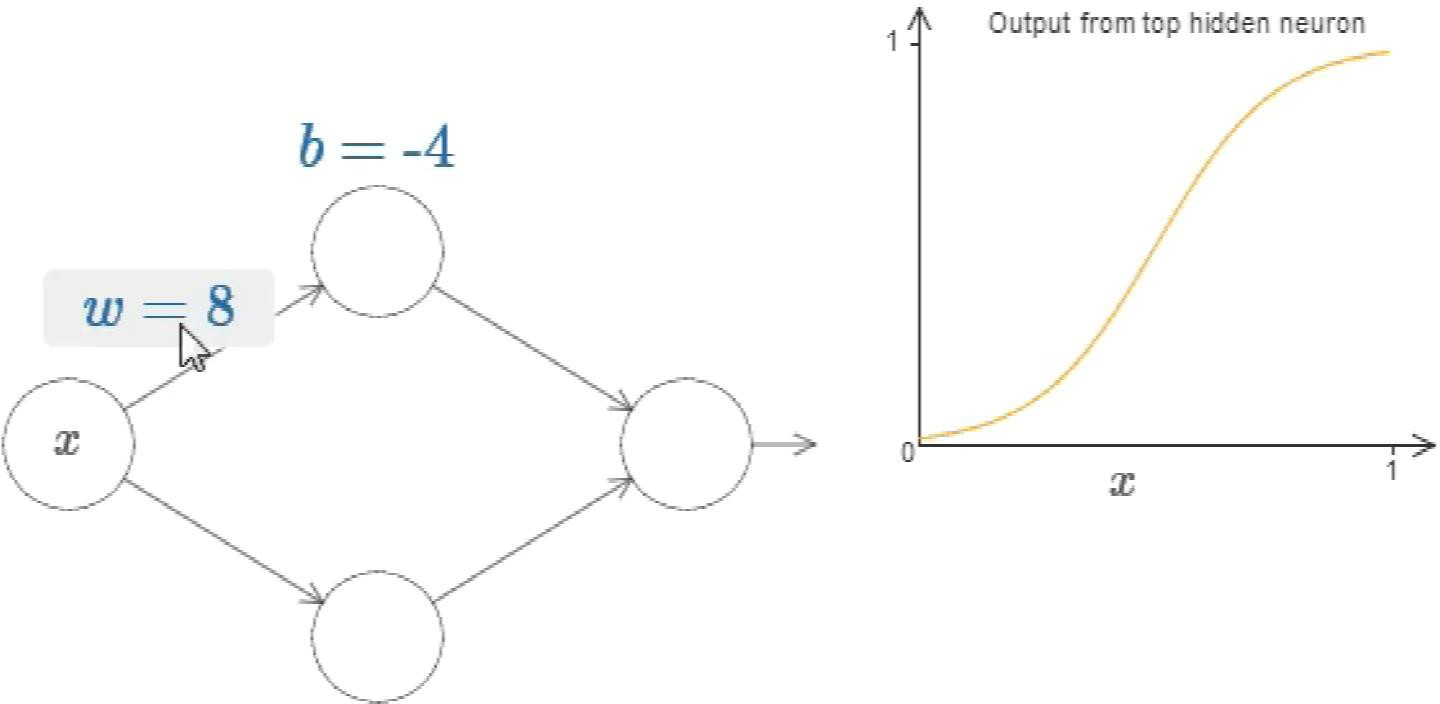 b = -4
w = 8
x
Output from top hidden neuron
1
0
x
1